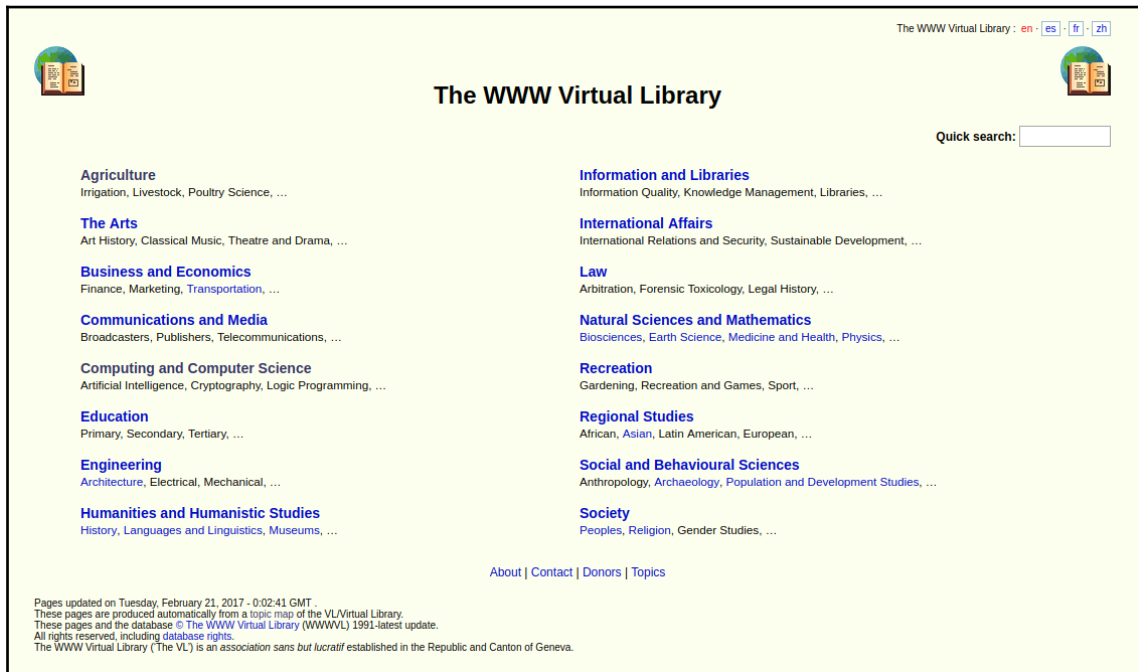 The WWW Virtual Library : en · es · fr · zh
The WWW Virtual Library
Quick search:
Agriculture
Irrigation, Livestock, Poultry Science, …
The Arts
Art History, Classical Music, Theatre and Drama, …
Business and Economics
Finance, Marketing, Transportation, …
Communications and Media
Broadcasters, Publishers, Telecommunications, …
Computing and Computer Science
Artificial Intelligence, Cryptography, Logic Programming, …
Education
Primary, Secondary, Tertiary, …
Engineering
Architecture, Electrical, Mechanical, …
Humanities and Humanistic Studies
History, Languages and Linguistics, Museums, …
Information and Libraries
Information Quality, Knowledge Management, Libraries, …
International Affairs
International Relations and Security, Sustainable Development, …
Law
Arbitration, Forensic Toxicology, Legal History, …
Natural Sciences and Mathematics
Biosciences, Earth Science, Medicine and Health, Physics, …
Recreation
Gardening, Recreation and Games, Sport, …
Regional Studies
African, Asian, Latin American, European, …
Social and Behavioural Sciences
Anthropology, Archaeology, Population and Development Studies, …
Society
Peoples, Religion, Gender Studies, …
About | Contact | Donors | Topics
Pages updated on Tuesday, February 21, 2017 - 0:02:41 GMT .
These pages are produced automatically from a topic map of the VL/Virtual Library.
These pages and the database © The WWW Virtual Library (WWWVL) 1991-latest update.
All rights reserved, including database rights.
The WWW Virtual Library ('The VL') is an association sans but lucratif established in the Republic and Canton of Geneva.